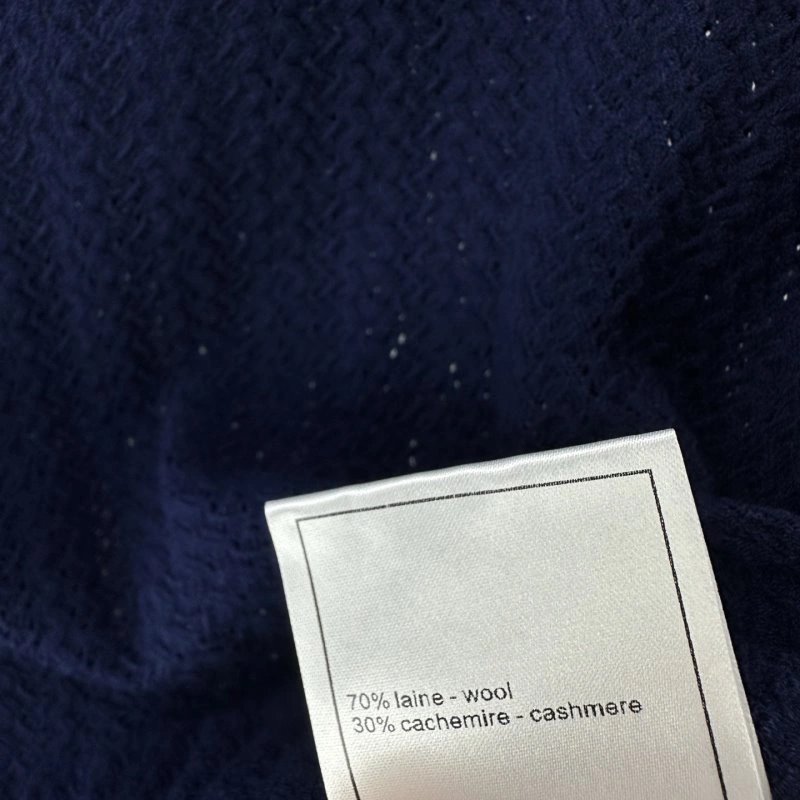 70% laine - wool
30% cachemire - cashmere